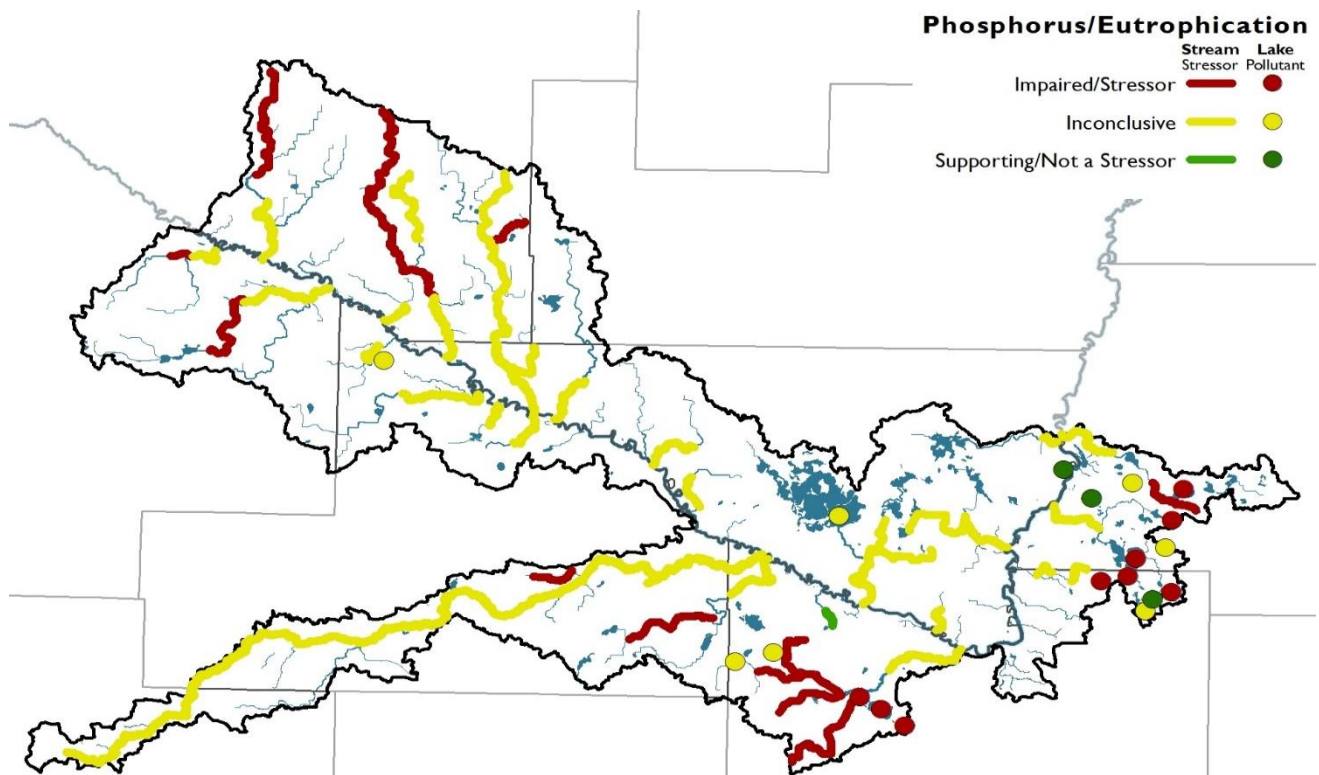 Phosphorus/Eutrophication
Stream Lake
Stressor Pollutant
Impaired/Stressor
Inconclusive
Supporting/Not a Stressor